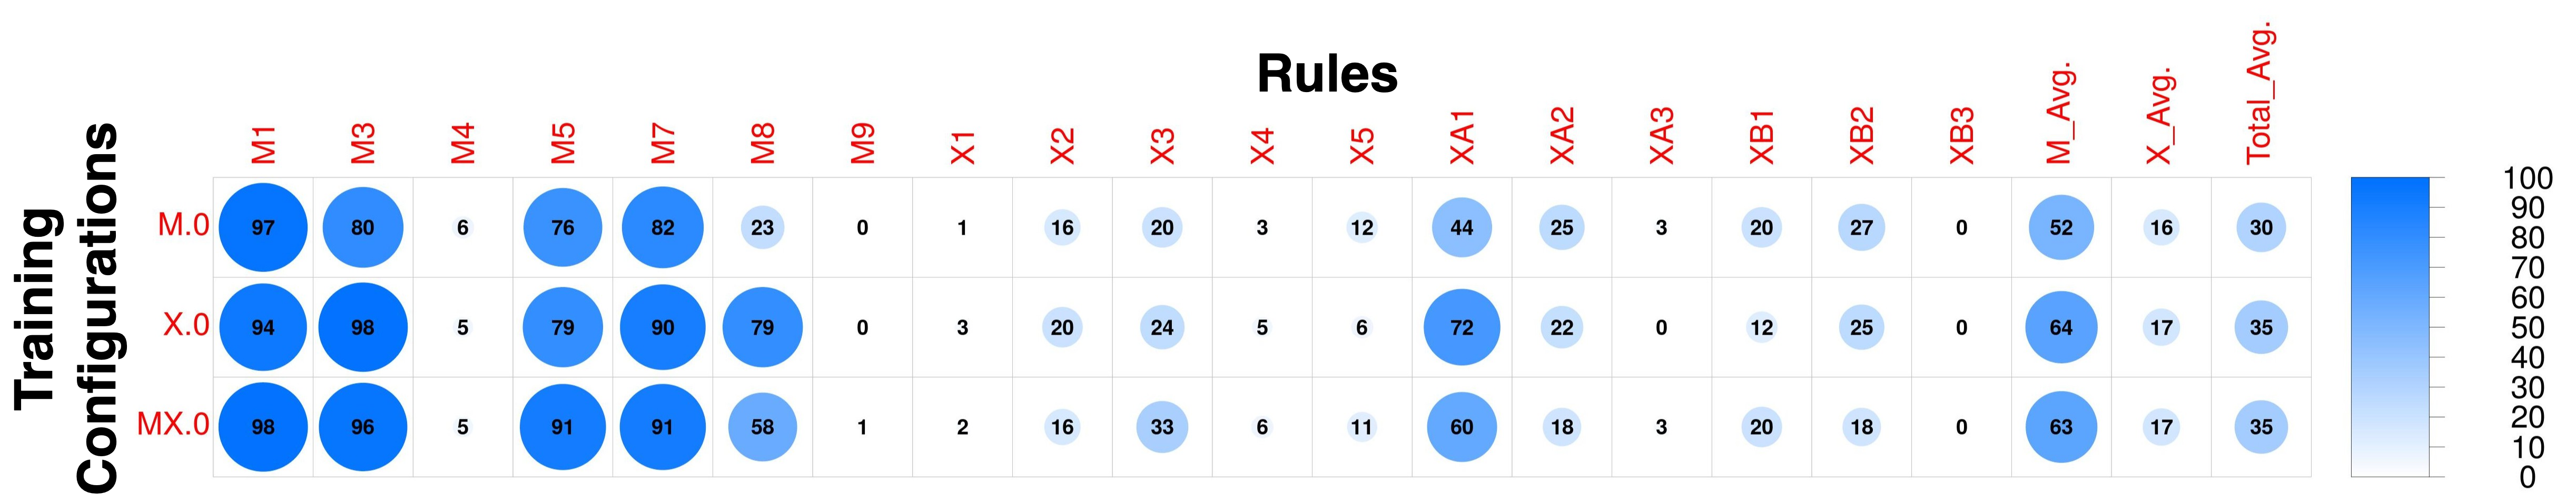 Rules
Training
Configurations
M1 M3 M4 M5 M7 M8 M9 X1 X2 X3 X4 X5 XA1 XA2 XA3 XB1 XB2 XB3 M_Avg. X_Avg. Total_Avg.
M.0 97 80 6 76 82 23 0 1 16 20 3 12 44 25 3 20 27 0 52 16 30
X.0 94 98 5 79 90 79 0 3 20 24 5 6 72 22 0 12 25 0 64 17 35
MX.0 98 96 5 91 91 58 1 2 16 33 6 11 60 18 3 20 18 0 63 17 35
100
90
80
70
60
50
40
30
20
10
0